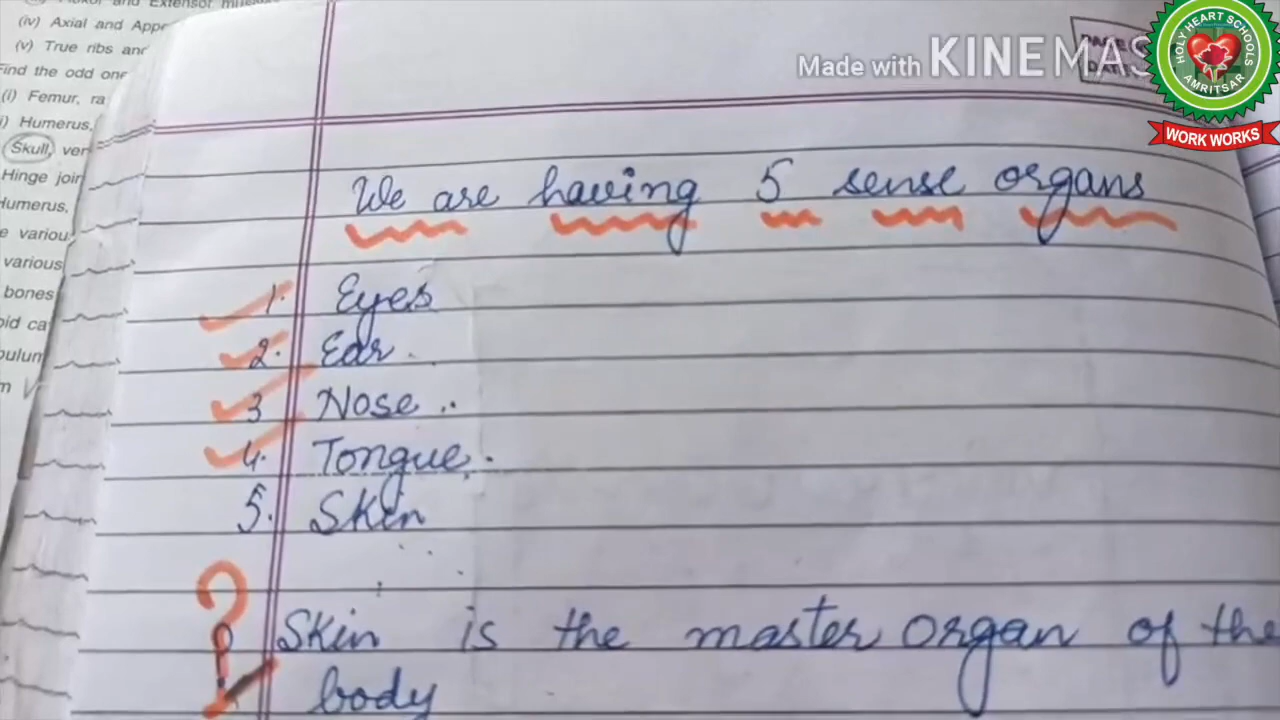 (iv) Axial and Appe
(v) True ribs and
Find the odd one
(i) Femur, ra
i) Humerus,
Skull, ver
Hinge join
Humerus,
e variou
various
bones
oid ca
Made with KINEMAS
HOLY HEART SCHOOLS
AMRITSAR
WORK WORKS
We are having 5 sense organs
1. Eyes
2. Ear.
3 Nose..
4. Tongue.
5. Skin
? Skin is the master organ of the
body